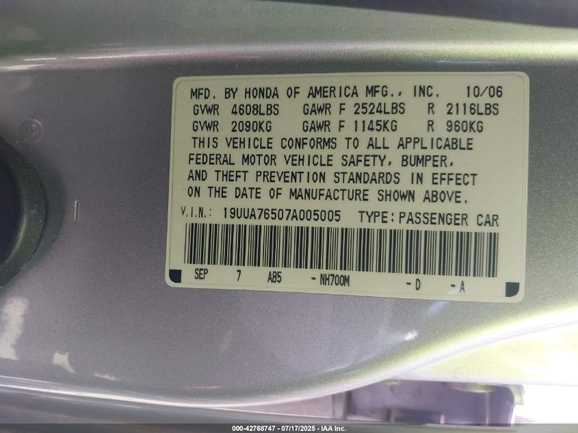 MFD. BY HONDA OF AMERICA MFG., INC. 10/06
GVWR 4608LBS GAWR F 2524LBS R 2116LBS
GVWR 2090KG GAWR F 1145KG R 960KG
THIS VEHICLE CONFORMS TO ALL APPLICABLE
FEDERAL MOTOR VEHICLE SAFETY, BUMPER,
AND THEFT PREVENTION STANDARDS IN EFFECT
ON THE DATE OF MANUFACTURE SHOWN ABOVE.
V.I.N.: 19UUA76507A005005 TYPE: PASSENGER CAR
SEP 7 AB5 - NH700M - D - A
000-42768747 - 07/17/2025 - IAA Inc.